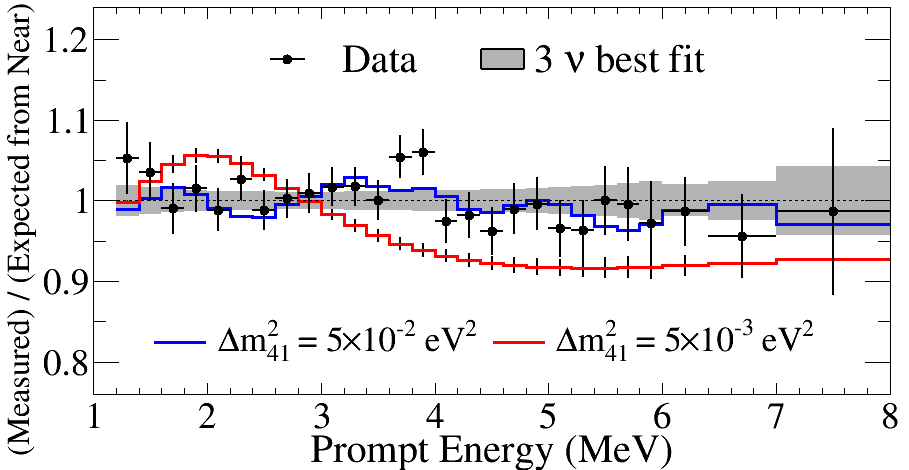 (Measured) / (Expected from Near)
1.2
1.1
1
0.9
0.8
Data
3 ν best fit
Δm²₄₁ = 5×10⁻² eV²
Δm²₄₁ = 5×10⁻³ eV²
1 2 3 4 5 6 7 8
Prompt Energy (MeV)